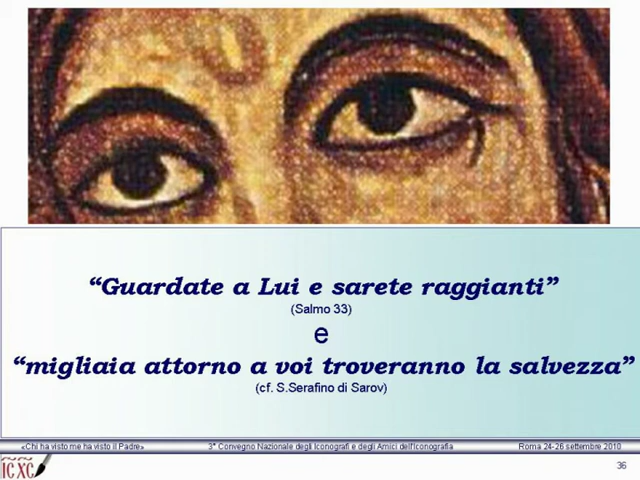 “Guardate a Lui e sarete raggianti”
(Salmo 33)
e
“migliaia attorno a voi troveranno la salvezza”
(cf. S.Serafino di Sarov)
«Chi ha visto me ha visto il Padre» 3° Convegno Nazionale degli Iconografi e degli Amici dell'Iconografia Roma 24-26 settembre 2010
IC XC
36